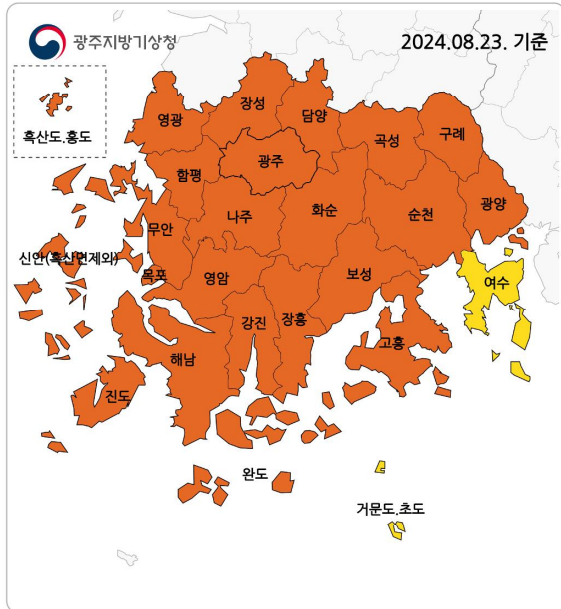 광주지방기상청
2024.08.23. 기준
흑산도.홍도
영광
장성
담양
곡성
구례
함평
광주
나주
화순
순천
광양
무안
신안(흑산면제외)
목포
영암
보성
여수
강진
장흥
해남
고흥
진도
완도
거문도.초도